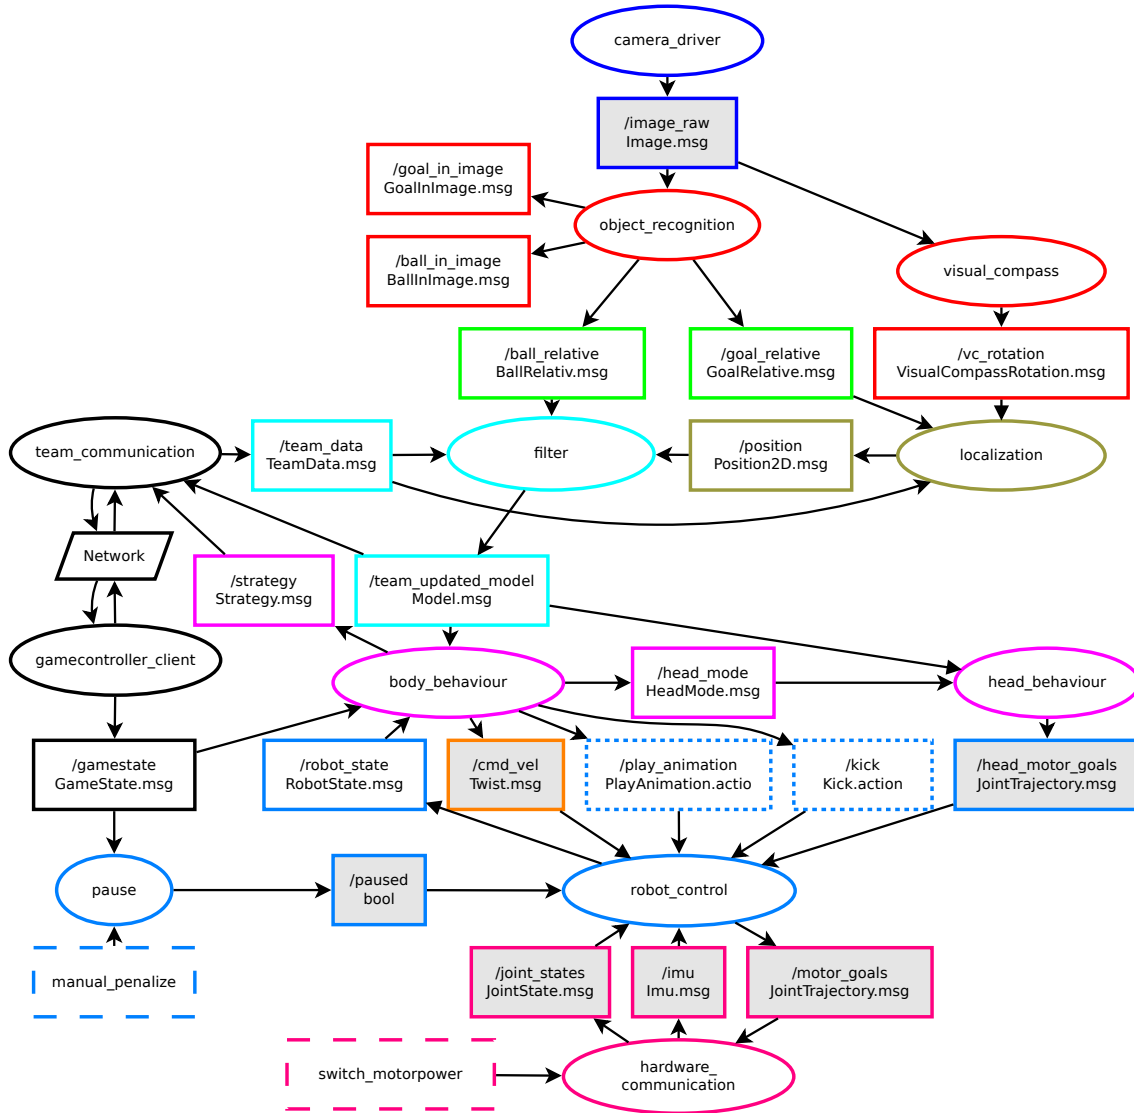 camera_driver
/image_raw
Image.msg
/goal_in_image
GoalInImage.msg
object_recognition
/ball_in_image
BallInImage.msg
visual_compass
/ball_relative
BallRelativ.msg
/goal_relative
GoalRelative.msg
/vc_rotation
VisualCompassRotation.msg
team_communication
/team_data
TeamData.msg
filter
/position
Position2D.msg
localization
Network
/strategy
Strategy.msg
/team_updated_model
Model.msg
gamecontroller_client
body_behaviour
/head_mode
HeadMode.msg
head_behaviour
/gamestate
GameState.msg
/robot_state
RobotState.msg
/cmd_vel
Twist.msg
/play_animation
PlayAnimation.actio
/kick
Kick.action
/head_motor_goals
JointTrajectory.msg
pause
/paused
bool
robot_control
manual_penalize
/joint_states
JointState.msg
/imu
Imu.msg
/motor_goals
JointTrajectory.msg
switch_motorpower
hardware_
communication